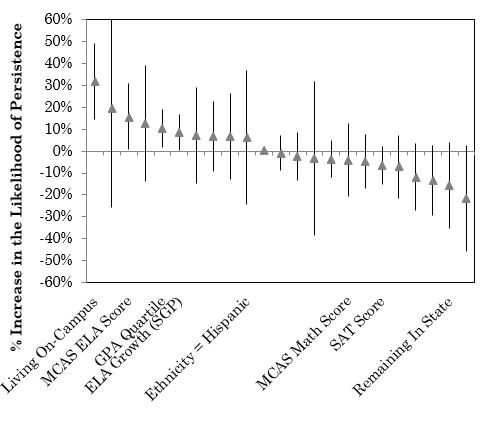 % Increase in the Likelihood of Persistence
60%
50%
40%
30%
20%
10%
0%
-10%
-20%
-30%
-40%
-50%
-60%
Living On-Campus
MCAS ELA Score
GPA Quartile
ELA Growth (SGP)
Ethnicity = Hispanic
MCAS Math Score
SAT Score
Remaining In State